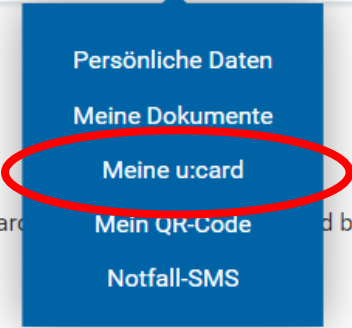 Persönliche Daten
Meine Dokumente
Meine u:card
Mein QR-Code
Notfall-SMS